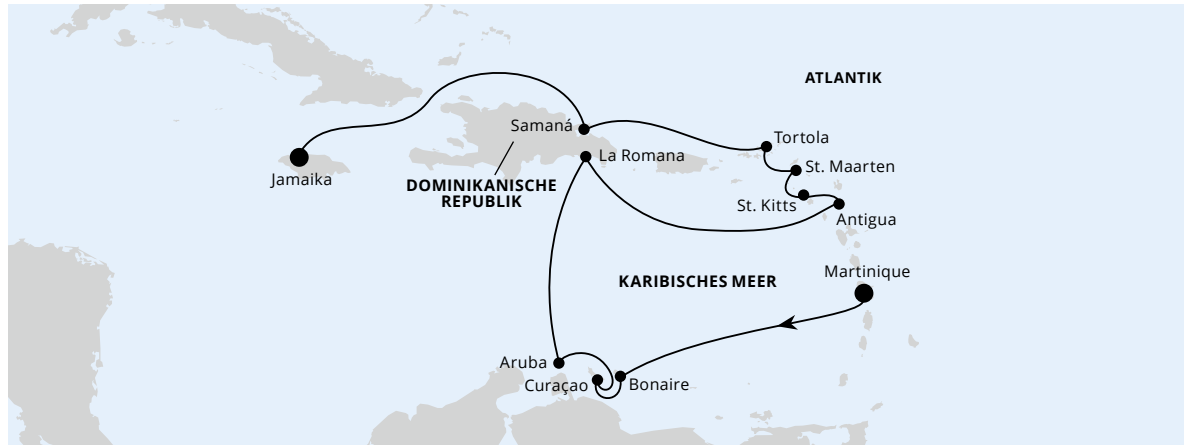 ATLANTIK
Samaná
Tortola
La Romana
St. Maarten
Jamaika
DOMINIKANISCHE
REPUBLIK
St. Kitts
Antigua
Martinique
KARIBISCHES MEER
Aruba
Curaçao
Bonaire